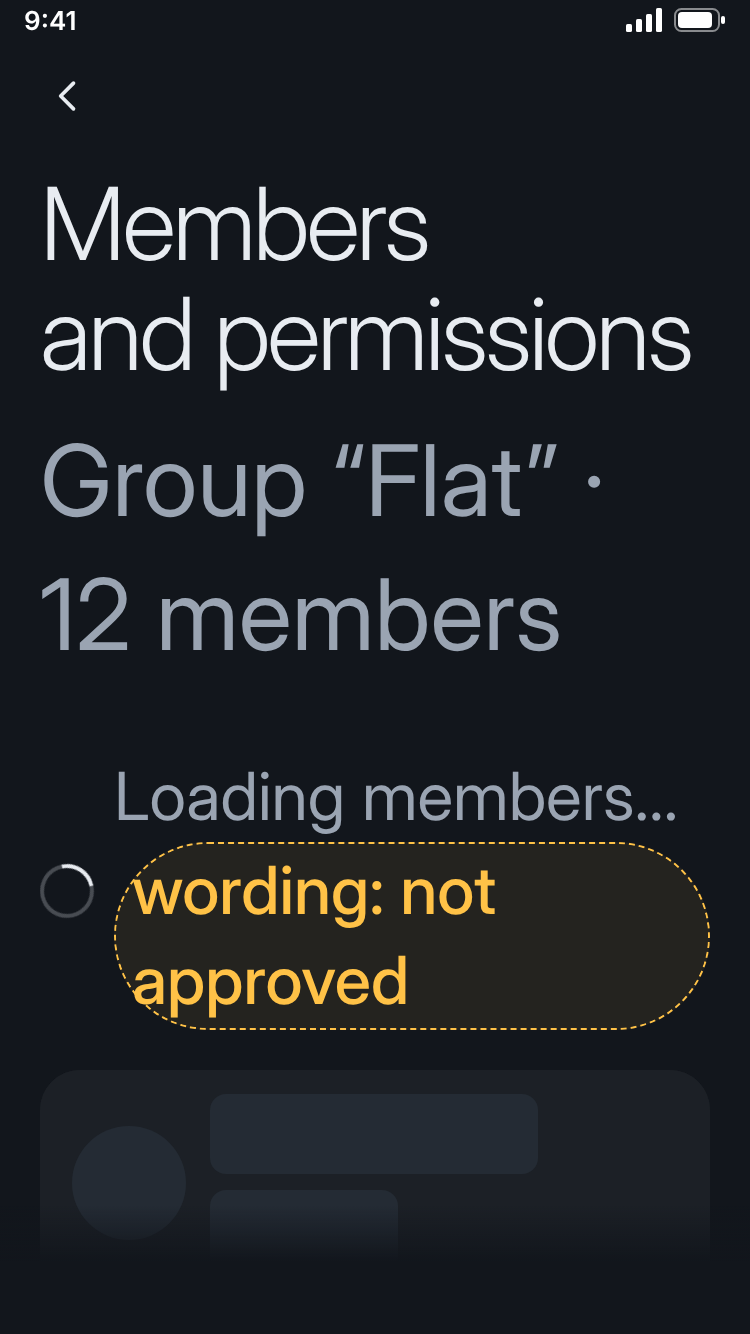 9:41
Members
and permissions
Group “Flat” ·
12 members
Loading members...
wording: not
approved